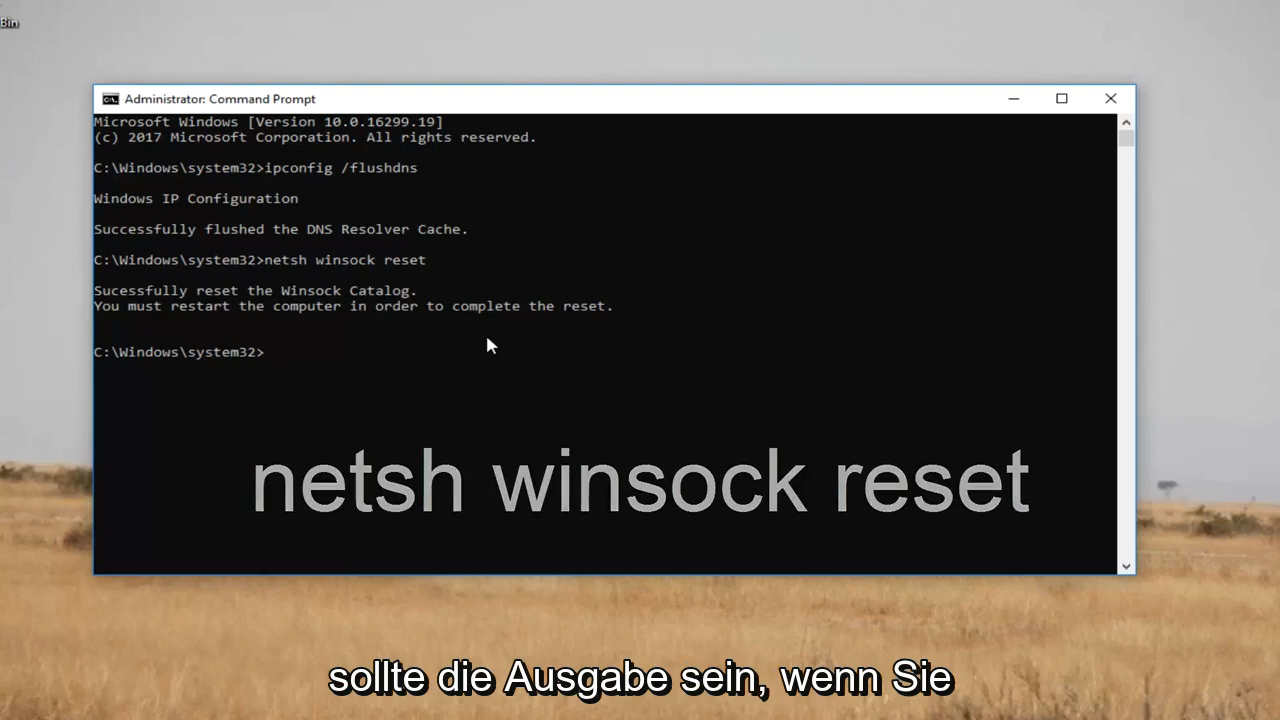 Bin
Administrator: Command Prompt
Microsoft Windows [Version 10.0.16299.19]
(c) 2017 Microsoft Corporation. All rights reserved.
C:\Windows\system32>ipconfig /flushdns
Windows IP Configuration
Successfully flushed the DNS Resolver Cache.
C:\Windows\system32>netsh winsock reset
Sucessfully reset the Winsock Catalog.
You must restart the computer in order to complete the reset.
C:\Windows\system32>
netsh winsock reset
sollte die Ausgabe sein, wenn Sie